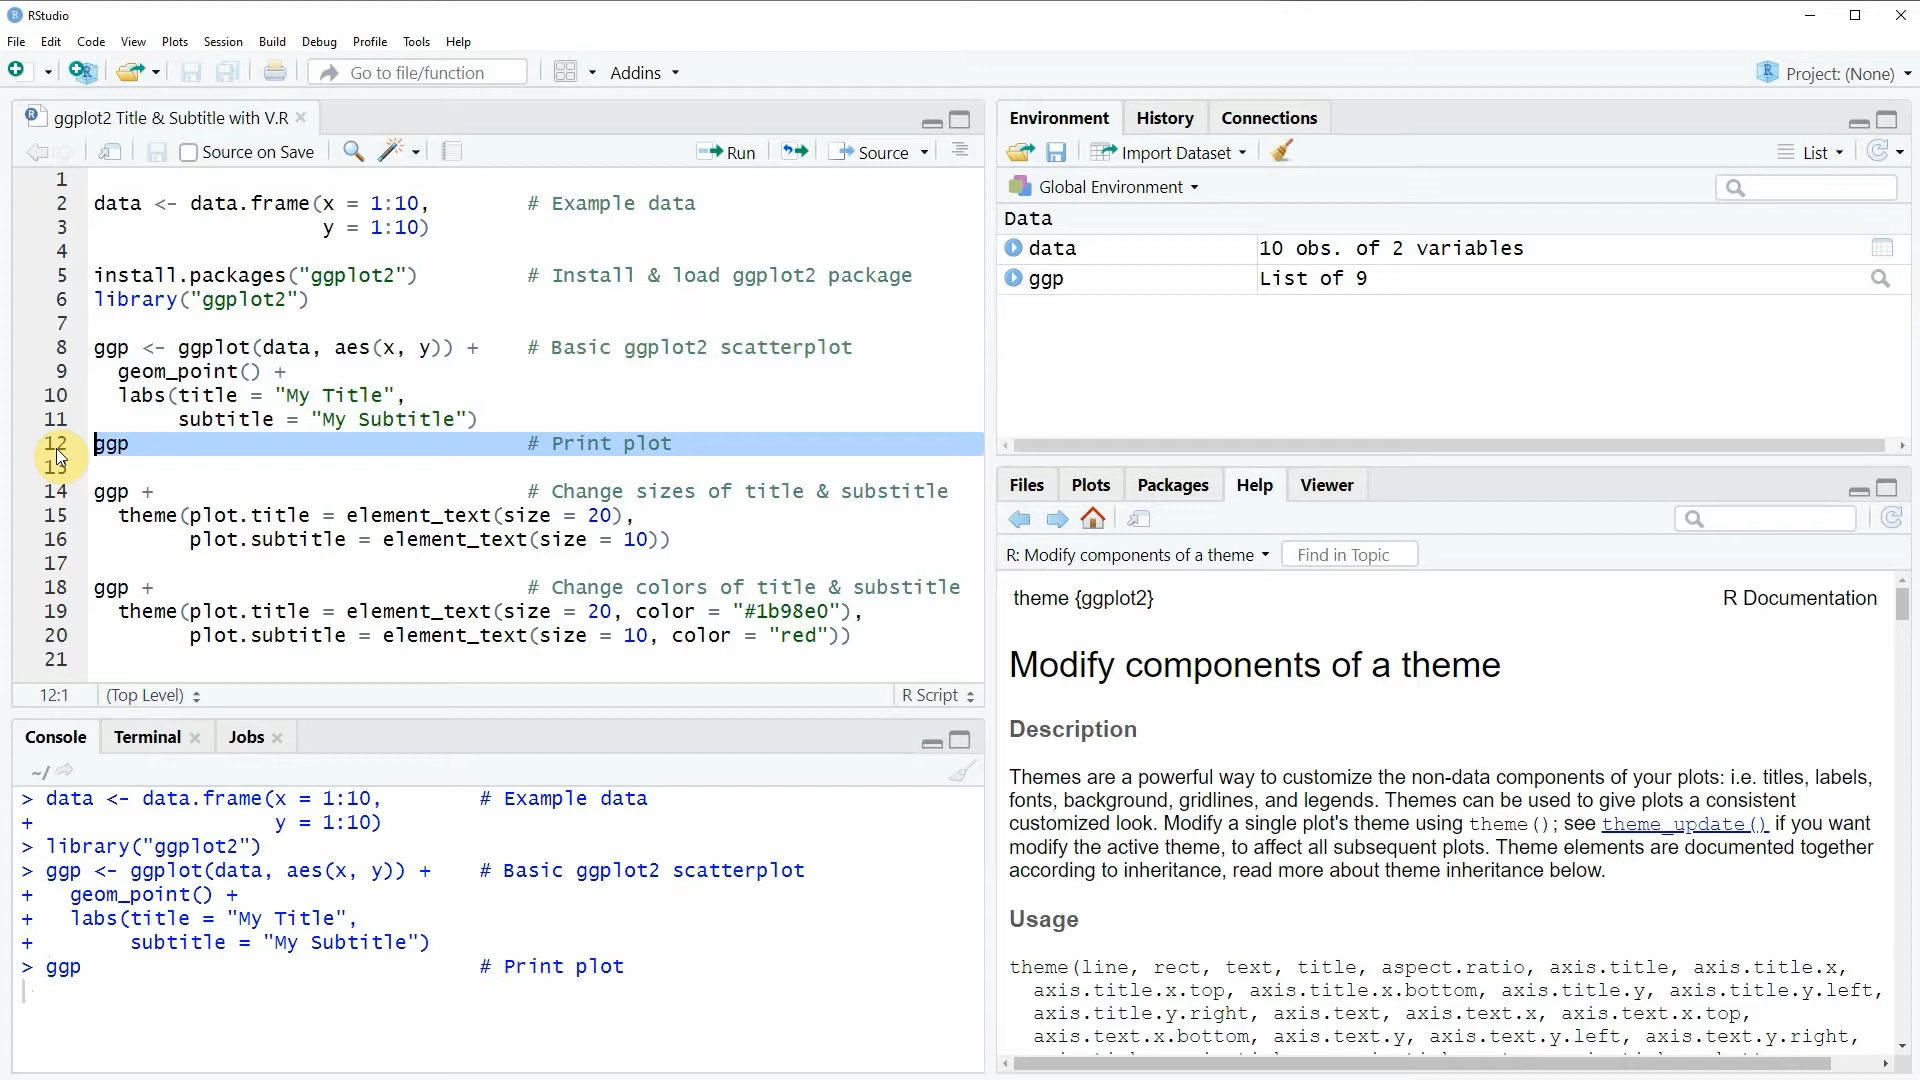 RStudio
File Edit Code View Plots Session Build Debug Profile Tools Help
Go to file/function Addins Project: (None)
ggplot2 Title & Subtitle with V.R
Source on Save Run Source
1
2 data <- data.frame(x = 1:10, # Example data
3 y = 1:10)
4
5 install.packages("ggplot2") # Install & load ggplot2 package
6 library("ggplot2")
7
8 ggp <- ggplot(data, aes(x, y)) + # Basic ggplot2 scatterplot
9 geom_point() +
10 labs(title = "My Title",
11 subtitle = "My Subtitle")
12 ggp # Print plot
13
14 ggp + # Change sizes of title & substitle
15 theme(plot.title = element_text(size = 20),
16 plot.subtitle = element_text(size = 10))
17
18 ggp + # Change colors of title & substitle
19 theme(plot.title = element_text(size = 20, color = "#1b98e0"),
20 plot.subtitle = element_text(size = 10, color = "red"))
21
12:1 (Top Level) R Script
Console Terminal Jobs
~/
> data <- data.frame(x = 1:10, # Example data
+ y = 1:10)
> library("ggplot2")
> ggp <- ggplot(data, aes(x, y)) + # Basic ggplot2 scatterplot
+ geom_point() +
+ labs(title = "My Title",
+ subtitle = "My Subtitle")
> ggp # Print plot
Environment History Connections
Import Dataset List
Global Environment
Data
data 10 obs. of 2 variables
ggp List of 9
Files Plots Packages Help Viewer
R: Modify components of a theme Find in Topic
theme {ggplot2} R Documentation
Modify components of a theme
Description
Themes are a powerful way to customize the non-data components of your plots: i.e. titles, labels,
fonts, background, gridlines, and legends. Themes can be used to give plots a consistent
customized look. Modify a single plot's theme using theme(); see theme_update() if you want
modify the active theme, to affect all subsequent plots. Theme elements are documented together
according to inheritance, read more about theme inheritance below.
Usage
theme(line, rect, text, title, aspect.ratio, axis.title, axis.title.x,
axis.title.x.top, axis.title.x.bottom, axis.title.y, axis.title.y.left,
axis.title.y.right, axis.text, axis.text.x, axis.text.x.top,
axis.text.x.bottom, axis.text.y, axis.text.y.left, axis.text.y.right,